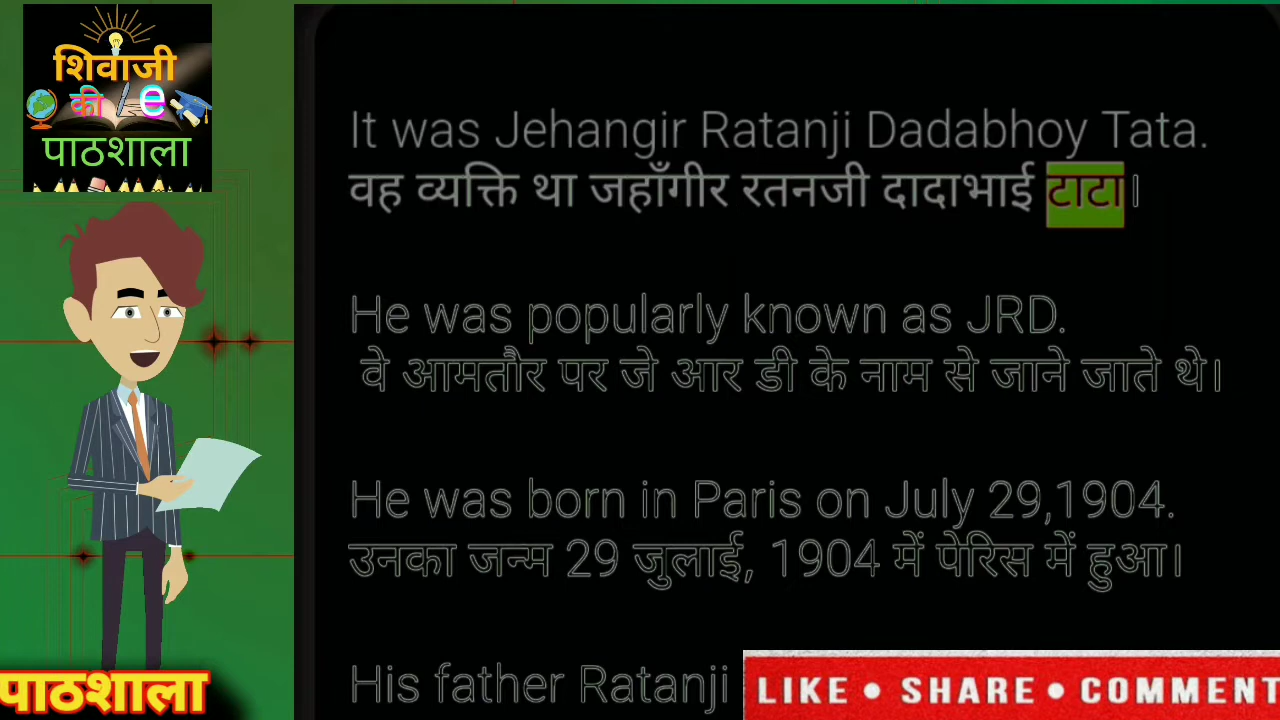 शिवाजी
की e
पाठशाला
It was Jehangir Ratanji Dadabhoy Tata.
वह व्यक्ति था जहाँगीर रतनजी दादाभाई टाटा।
He was popularly known as JRD.
वे आमतौर पर जे आर डी के नाम से जाने जाते थे।
He was born in Paris on July 29,1904.
उनका जन्म 29 जुलाई, 1904 में पेरिस में हुआ।
His father Ratanji
पाठशाला
LIKE • SHARE • COMMENT